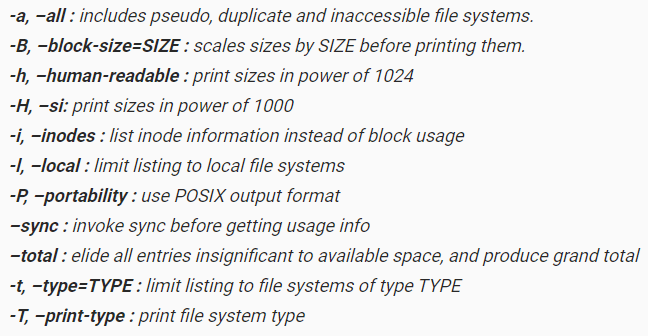 -a, –all : includes pseudo, duplicate and inaccessible file systems.
-B, –block-size=SIZE : scales sizes by SIZE before printing them.
-h, –human-readable : print sizes in power of 1024
-H, –si: print sizes in power of 1000
-i, –inodes : list inode information instead of block usage
-l, –local : limit listing to local file systems
-P, –portability : use POSIX output format
–sync : invoke sync before getting usage info
–total : elide all entries insignificant to available space, and produce grand total
-t, –type=TYPE : limit listing to file systems of type TYPE
-T, –print-type : print file system type